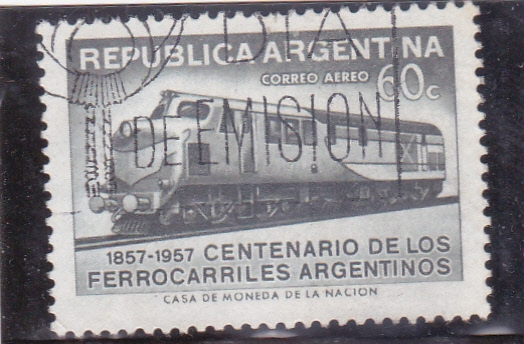 REPUBLICA ARGENTINA
CORREO AEREO 60c
DIA
DE EMISION
1857-1957 CENTENARIO DE LOS
FERROCARRILES ARGENTINOS
CASA DE MONEDA DE LA NACION